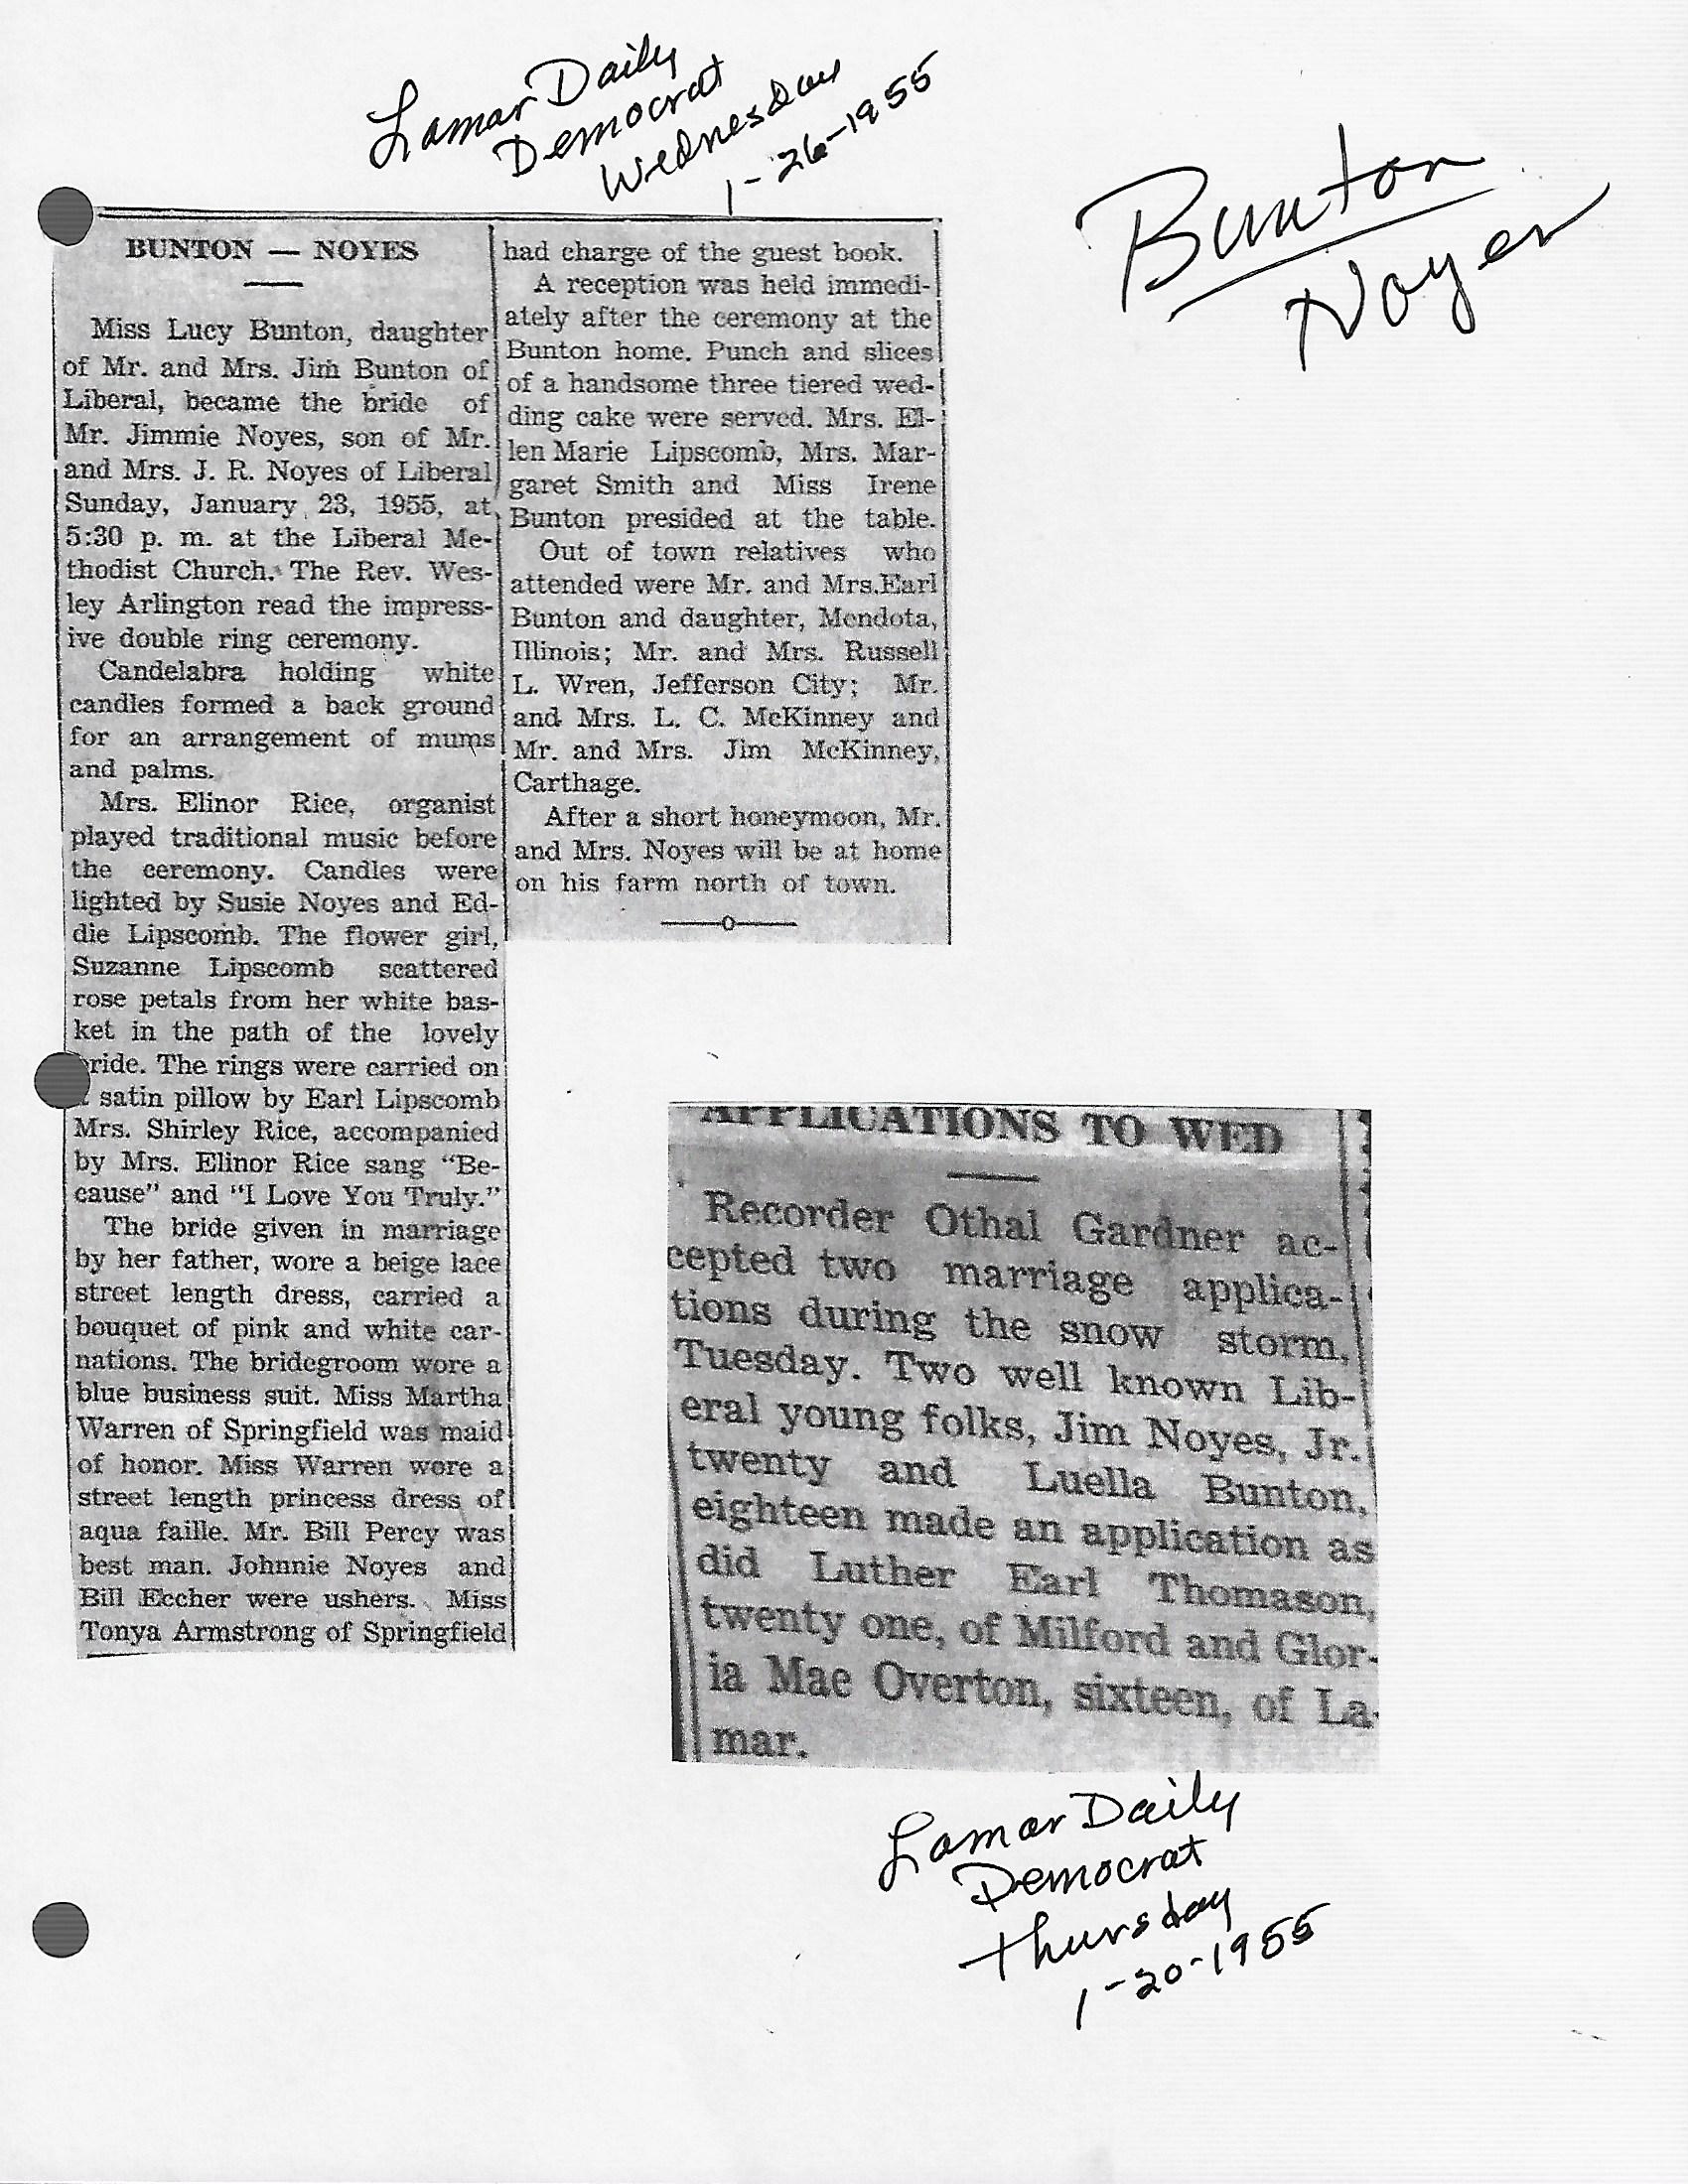 Lamar Daily
Democrat
Wednesday
1-26-1955
Bunton
Noyes
BUNTON — NOYES
Miss Lucy Bunton, daughter
of Mr. and Mrs. Jim Bunton of
Liberal, became the bride of
Mr. Jimmie Noyes, son of Mr.
and Mrs. J. R. Noyes of Liberal
Sunday, January 23, 1955, at
5:30 p. m. at the Liberal Me-
thodist Church. The Rev. Wes-
ley Arlington read the impress-
ive double ring ceremony.
Candelabra holding white
candles formed a back ground
for an arrangement of mums
and palms.
Mrs. Elinor Rice, organist
played traditional music before
the ceremony. Candles were
lighted by Susie Noyes and Ed-
die Lipscomb. The flower girl,
Suzanne Lipscomb scattered
rose petals from her white bas-
ket in the path of the lovely
bride. The rings were carried on
satin pillow by Earl Lipscomb
Mrs. Shirley Rice, accompanied
by Mrs. Elinor Rice sang "Be-
cause" and "I Love You Truly."
The bride given in marriage
by her father, wore a beige lace
street length dress, carried a
bouquet of pink and white car-
nations. The bridegroom wore a
blue business suit. Miss Martha
Warren of Springfield was maid
of honor. Miss Warren wore a
street length princess dress of
aqua faille. Mr. Bill Percy was
best man. Johnnie Noyes and
Bill Eccher were ushers. Miss
Tonya Armstrong of Springfield
had charge of the guest book.
A reception was held immedi-
ately after the ceremony at the
Bunton home. Punch and slices
of a handsome three tiered wed-
ding cake were served. Mrs. El-
len Marie Lipscomb, Mrs. Mar-
garet Smith and Miss Irene
Bunton presided at the table.
Out of town relatives who
attended were Mr. and Mrs.Earl
Bunton and daughter, Mendota,
Illinois; Mr. and Mrs. Russell
L. Wren, Jefferson City; Mr.
and Mrs. L. C. McKinney and
Mr. and Mrs. Jim McKinney,
Carthage.
After a short honeymoon, Mr.
and Mrs. Noyes will be at home
on his farm north of town.
APPLICATIONS TO WED
Recorder Othal Gardner ac-
cepted two marriage applica-
tions during the snow storm,
Tuesday. Two well known Lib-
eral young folks, Jim Noyes, Jr.
twenty and Luella Bunton,
eighteen made an application as
did Luther Earl Thomason,
twenty one, of Milford and Glor-
ia Mae Overton, sixteen, of La-
mar.
Lamar Daily
Democrat
Thursday
1-20-1955